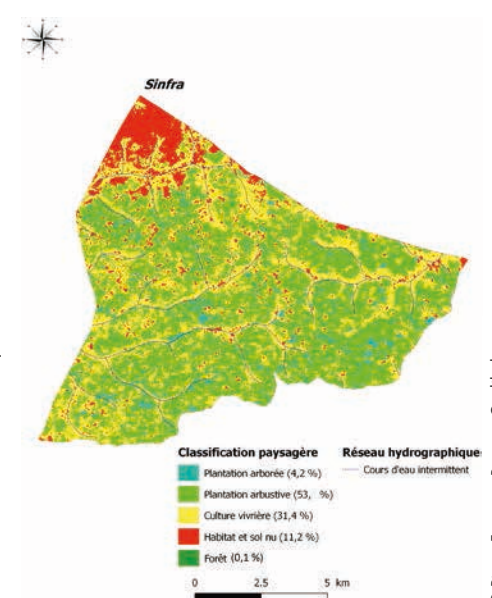 Sinfra
Classification paysagère
Plantation arborée (4,2 %)
Plantation arbustive (53, %)
Culture vivrière (31,4 %)
Habitat et sol nu (11,2 %)
Forêt (0,1 %)
Réseau hydrographique
Cours d'eau intermittent
0 2.5 5 km